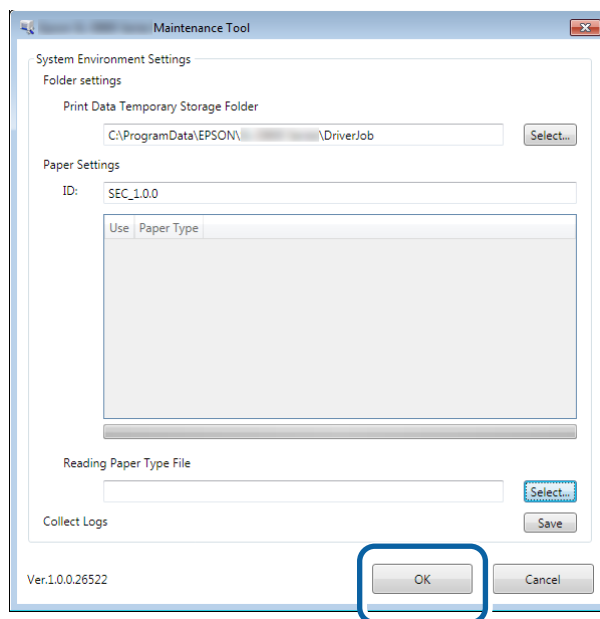 Maintenance Tool
System Environment Settings
Folder settings
Print Data Temporary Storage Folder
C:\ProgramData\EPSON\ \DriverJob Select...
Paper Settings
ID: SEC_1.0.0
Use Paper Type
Reading Paper Type File
Select...
Collect Logs Save
Ver.1.0.0.26522 OK Cancel